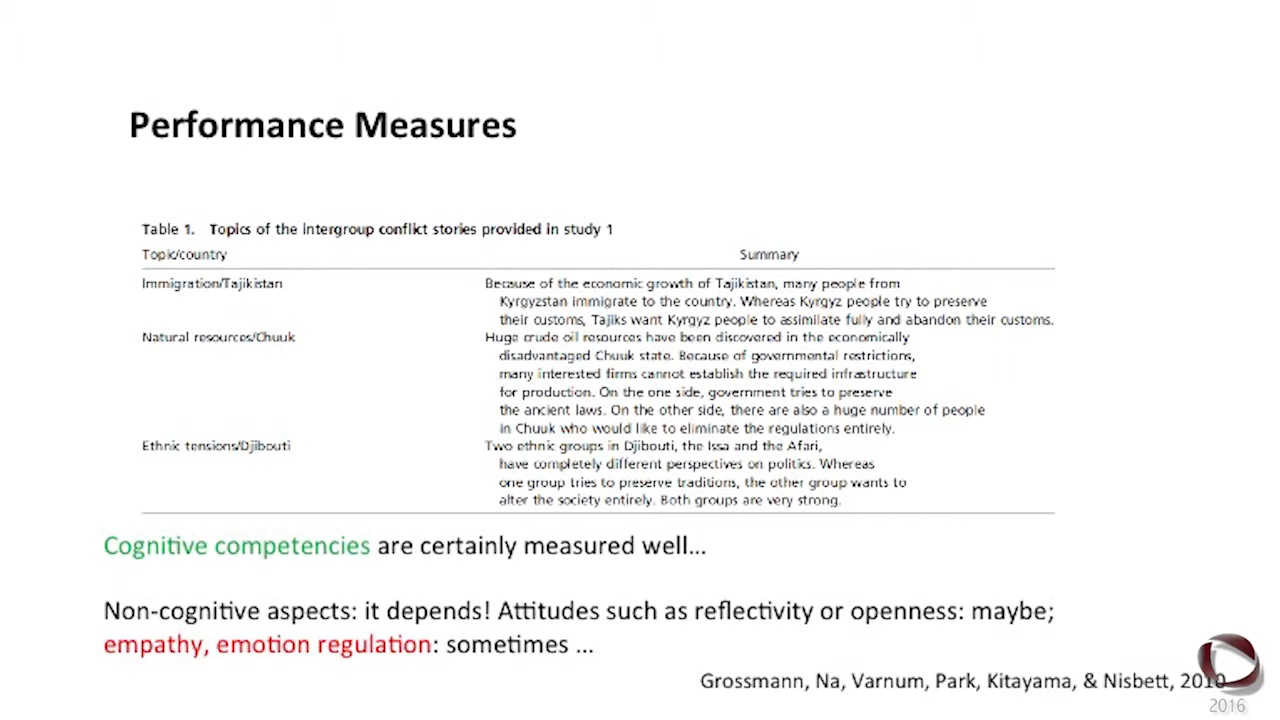 Performance Measures
Table 1. Topics of the intergroup conflict stories provided in study 1
Topic/country Summary
Immigration/Tajikistan Because of the economic growth of Tajikistan, many people from
Kyrgyzstan immigrate to the country. Whereas Kyrgyz people try to preserve
their customs, Tajiks want Kyrgyz people to assimilate fully and abandon their customs.
Natural resources/Chuuk Huge crude oil resources have been discovered in the economically
disadvantaged Chuuk state. Because of governmental restrictions,
many interested firms cannot establish the required infrastructure
for production. On the one side, government tries to preserve
the ancient laws. On the other side, there are also a huge number of people
in Chuuk who would like to eliminate the regulations entirely.
Ethnic tensions/Djibouti Two ethnic groups in Djibouti, the Issa and the Afari,
have completely different perspectives on politics. Whereas
one group tries to preserve traditions, the other group wants to
alter the society entirely. Both groups are very strong.
Cognitive competencies are certainly measured well…
Non-cognitive aspects: it depends! Attitudes such as reflectivity or openness: maybe;
empathy, emotion regulation: sometimes …
Grossmann, Na, Varnum, Park, Kitayama, & Nisbett, 2010
2016